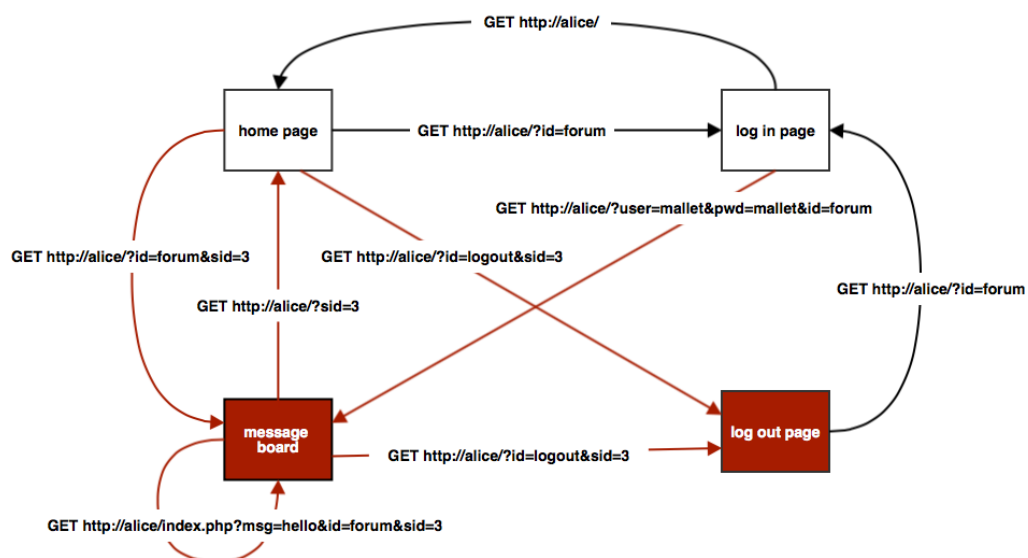 GET http://alice/
home page
GET http://alice/?id=forum
log in page
GET http://alice/?user=mallet&pwd=mallet&id=forum
GET http://alice/?id=forum&sid=3
GET http://alice/?id=logout&sid=3
GET http://alice/?id=forum
GET http://alice/?sid=3
message
board
log out page
GET http://alice/?id=logout&sid=3
GET http://alice/index.php?msg=hello&id=forum&sid=3